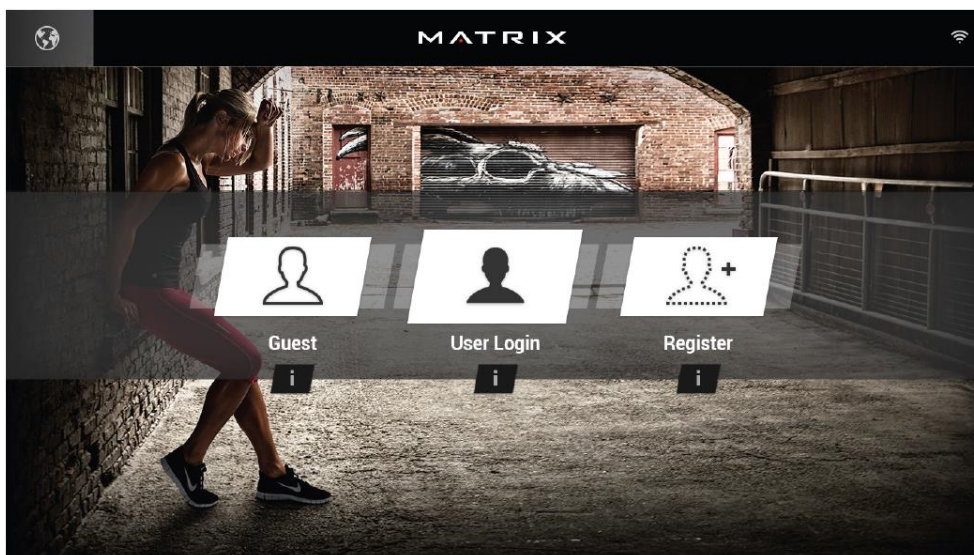 MATRIX
Guest
User Login
Register
i
i
i